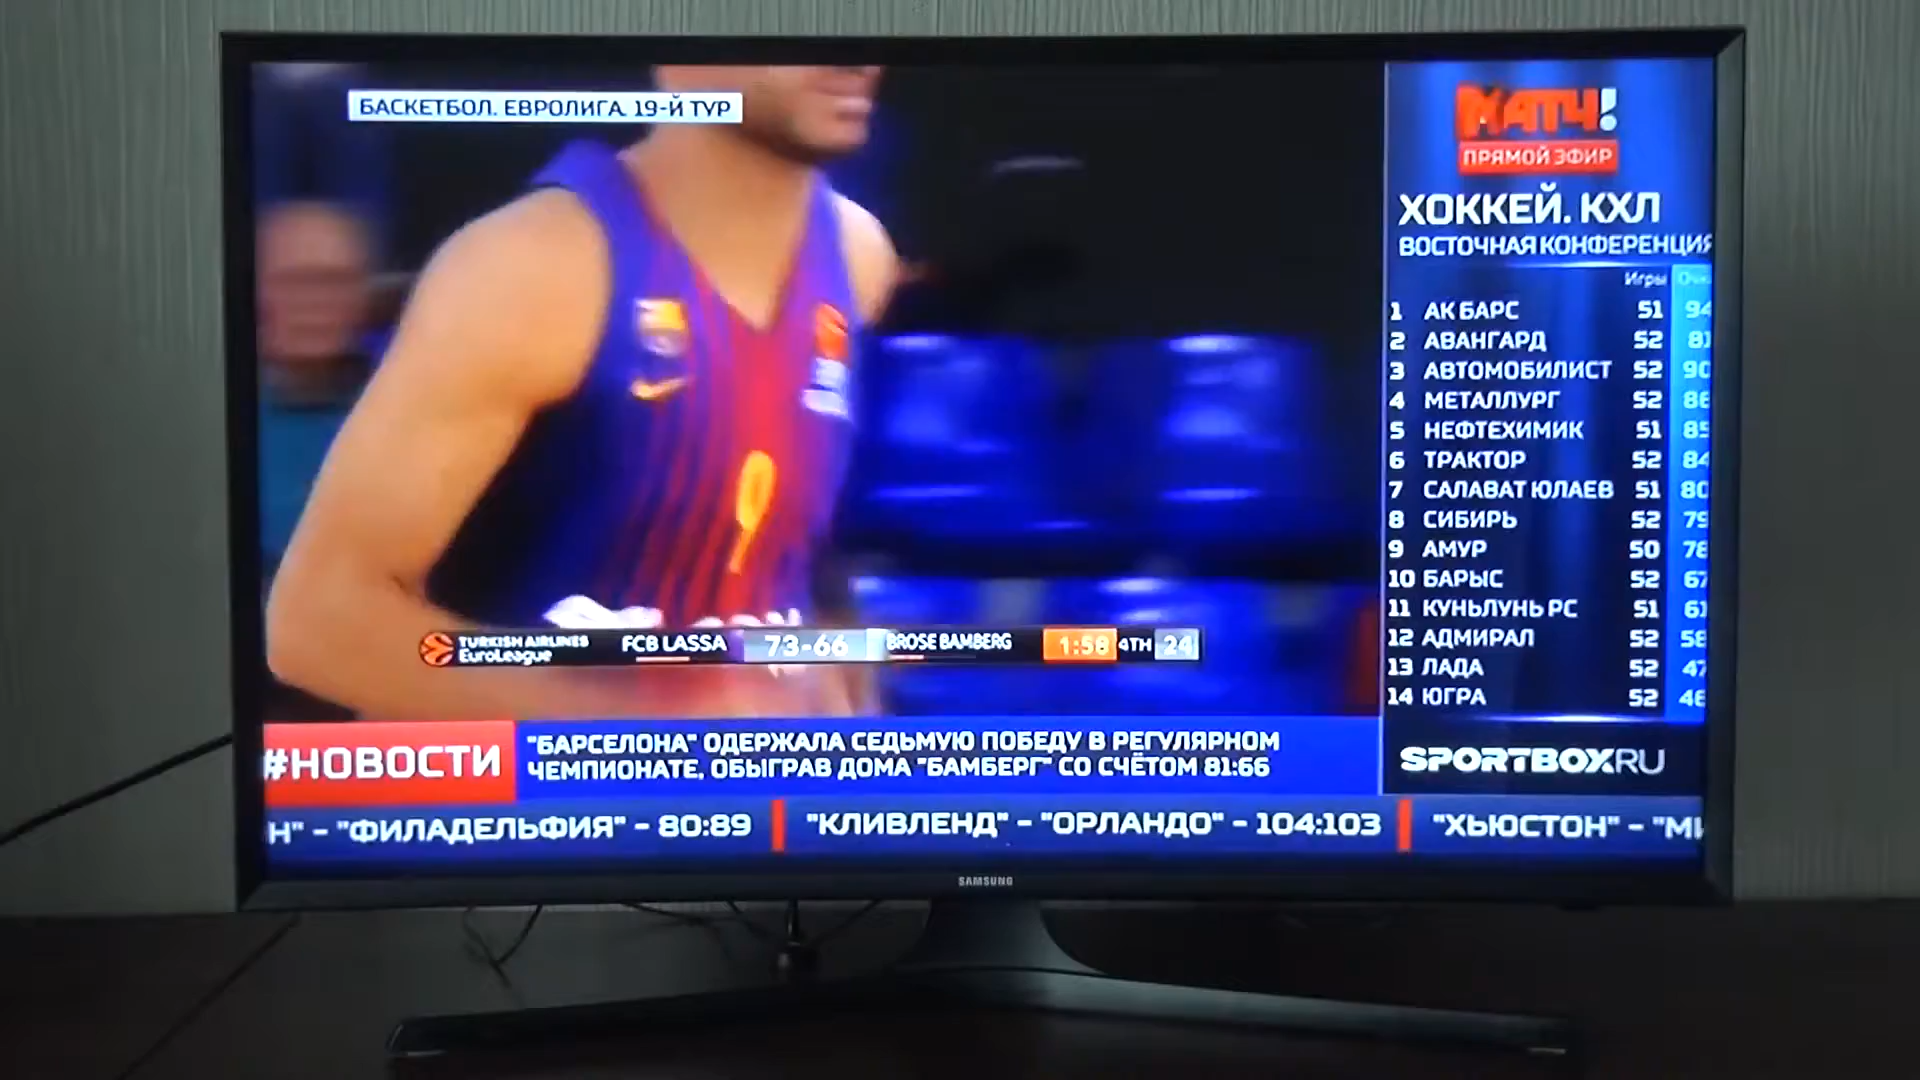 БАСКЕТБОЛ. ЕВРОЛИГА. 19-Й ТУР
TURKISH AIRLINES
EuroLeague
FCB LASSA 73-66 BROSE BAMBERG 1:58 4TH 24
#НОВОСТИ
"БАРСЕЛОНА" ОДЕРЖАЛА СЕДЬМУЮ ПОБЕДУ В РЕГУЛЯРНОМ
ЧЕМПИОНАТЕ, ОБЫГРАВ ДОМА "БАМБЕРГ" СО СЧЁТОМ 81:66
Н" - "ФИЛАДЕЛЬФИЯ" - 80:89 "КЛИВЛЕНД" - "ОРЛАНДО" - 104:103 "ХЬЮСТОН" - "МИ
МАТЧ!
ПРЯМОЙ ЭФИР
ХОККЕЙ. КХЛ
ВОСТОЧНАЯ КОНФЕРЕНЦИЯ
Игры
1 АК БАРС 51 94
2 АВАНГАРД 52 81
3 АВТОМОБИЛИСТ 52 90
4 МЕТАЛЛУРГ 52
5 НЕФТЕХИМИК 51 85
6 ТРАКТОР 52 84
7 САЛАВАТ ЮЛАЕВ 51 80
8 СИБИРЬ 52 79
9 АМУР 50 78
10 БАРЫС 52 67
11 КУНЬЛУНЬ РС 51 61
12 АДМИРАЛ 52 58
13 ЛАДА 52 47
14 ЮГРА 52
SPORTBOX.RU
SAMSUNG